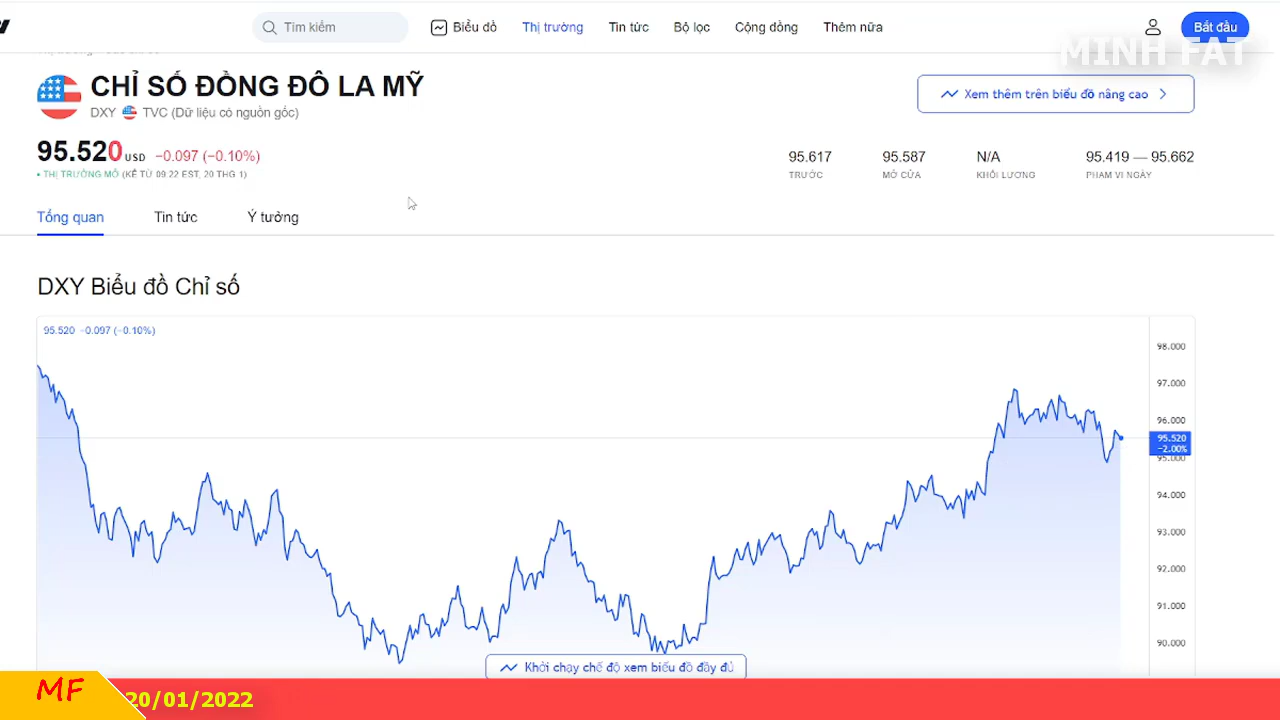 Tìm kiếm
Biểu đồ
Thị trường
Tin tức
Bộ lọc
Cộng đồng
Thêm nữa
Bắt đầu
MINH FAT
CHỈ SỐ ĐỒNG ĐÔ LA MỸ
DXY TVC (Dữ liệu có nguồn gốc)
Xem thêm trên biểu đồ nâng cao
95.520 USD −0.097 (−0.10%)
• THỊ TRƯỜNG MỞ (KỂ TỪ 09:22 EST, 20 THG 1)
95.617
TRƯỚC
95.587
MỞ CỬA
N/A
KHỐI LƯỢNG
95.419 — 95.662
PHẠM VI NGÀY
Tổng quan
Tin tức
Ý tưởng
DXY Biểu đồ Chỉ số
95.520 −0.097 (−0.10%)
98.000
97.000
96.000
95.520
−2.00%
95.000
94.000
93.000
92.000
91.000
90.000
Khởi chạy chế độ xem biểu đồ đầy đủ
MF
20/01/2022